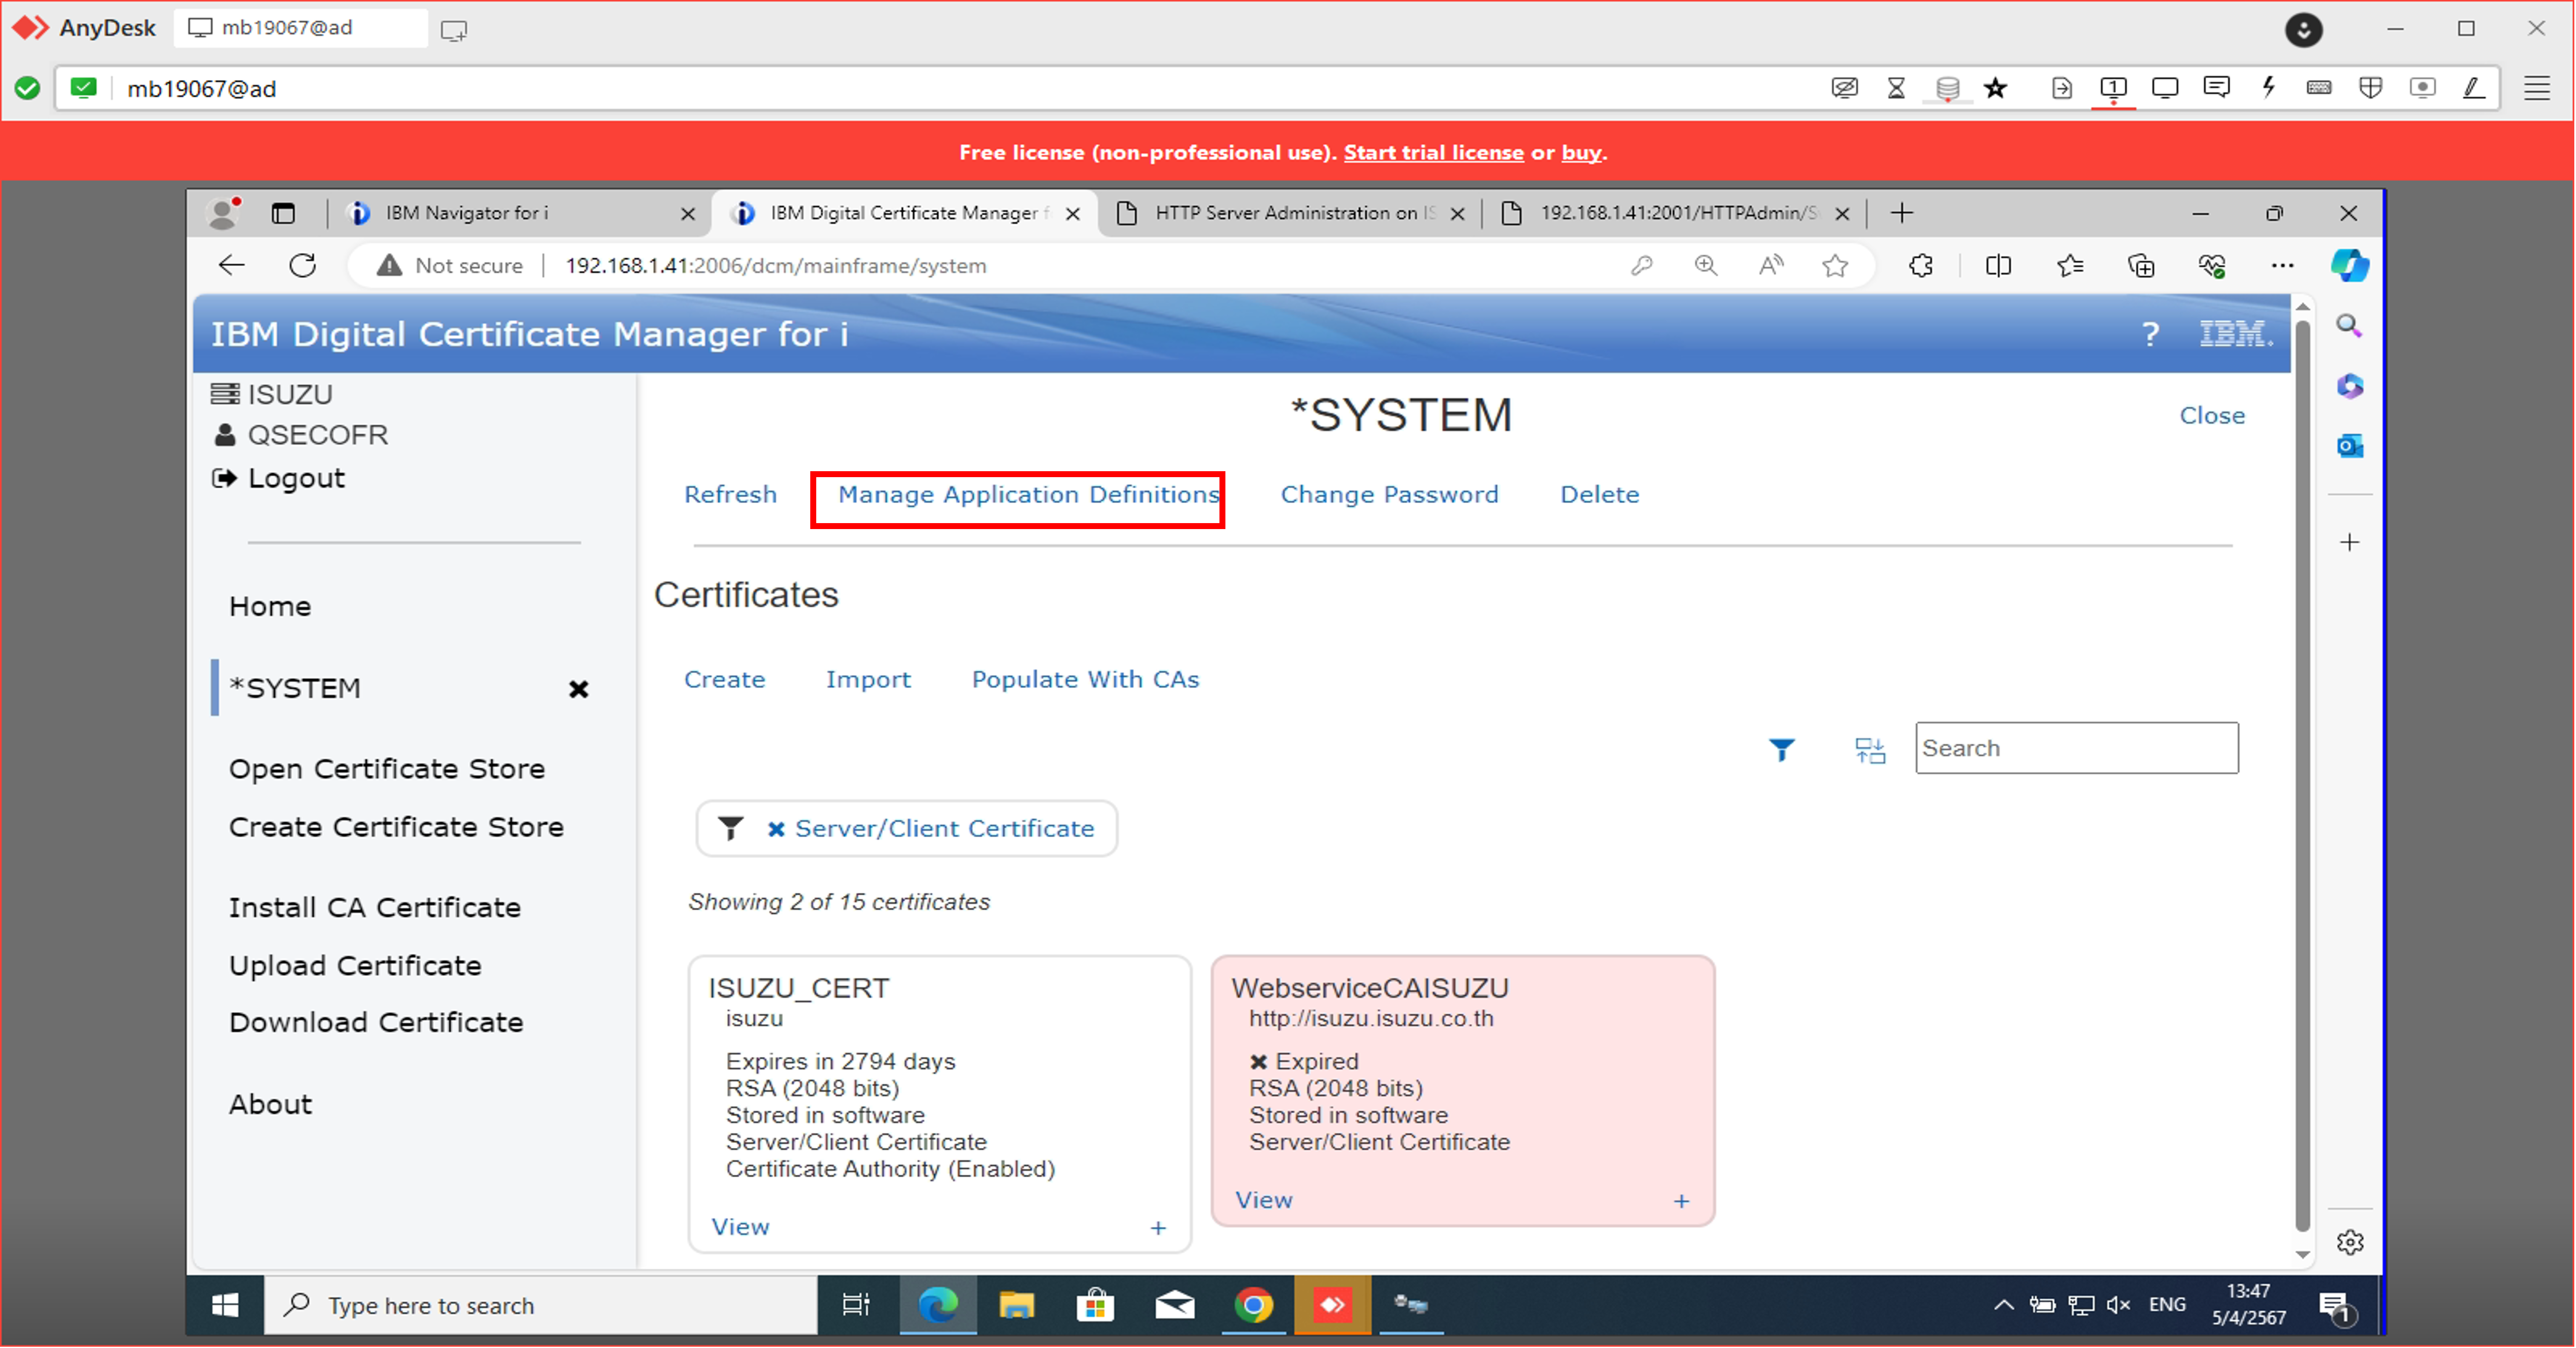 AnyDesk
mb19067@ad
mb19067@ad
1
Free license (non-professional use). Start trial license or buy.
IBM Navigator for i
IBM Digital Certificate Manager f
HTTP Server Administration on IS
192.168.1.41:2001/HTTPAdmin/S
Not secure
192.168.1.41:2006/dcm/mainframe/system
IBM Digital Certificate Manager for i
?
IBM.
ISUZU
QSECOFR
Logout
Home
*SYSTEM
Open Certificate Store
Create Certificate Store
Install CA Certificate
Upload Certificate
Download Certificate
About
*SYSTEM
Close
Refresh
Manage Application Definitions
Change Password
Delete
Certificates
Create
Import
Populate With CAs
Search
Server/Client Certificate
Showing 2 of 15 certificates
ISUZU_CERT
isuzu
Expires in 2794 days
RSA (2048 bits)
Stored in software
Server/Client Certificate
Certificate Authority (Enabled)
View
+
WebserviceCAISUZU
http://isuzu.isuzu.co.th
Expired
RSA (2048 bits)
Stored in software
Server/Client Certificate
View
+
Type here to search
ENG
13:47
5/4/2567
1